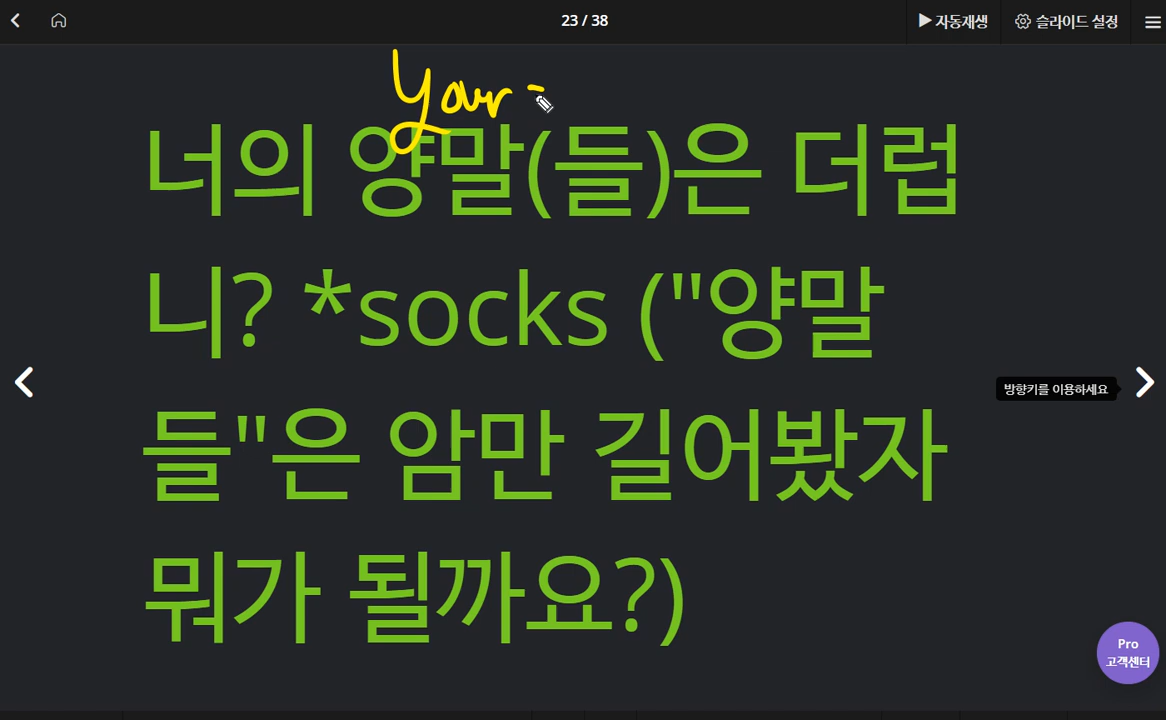 23 / 38
▶ 자동재생
슬라이드 설정
Your -
너의 양말(들)은 더럽
니? *socks ("양말
들"은 암만 길어봤자
뭐가 될까요?)
방향키를 이용하세요
Pro
고객센터